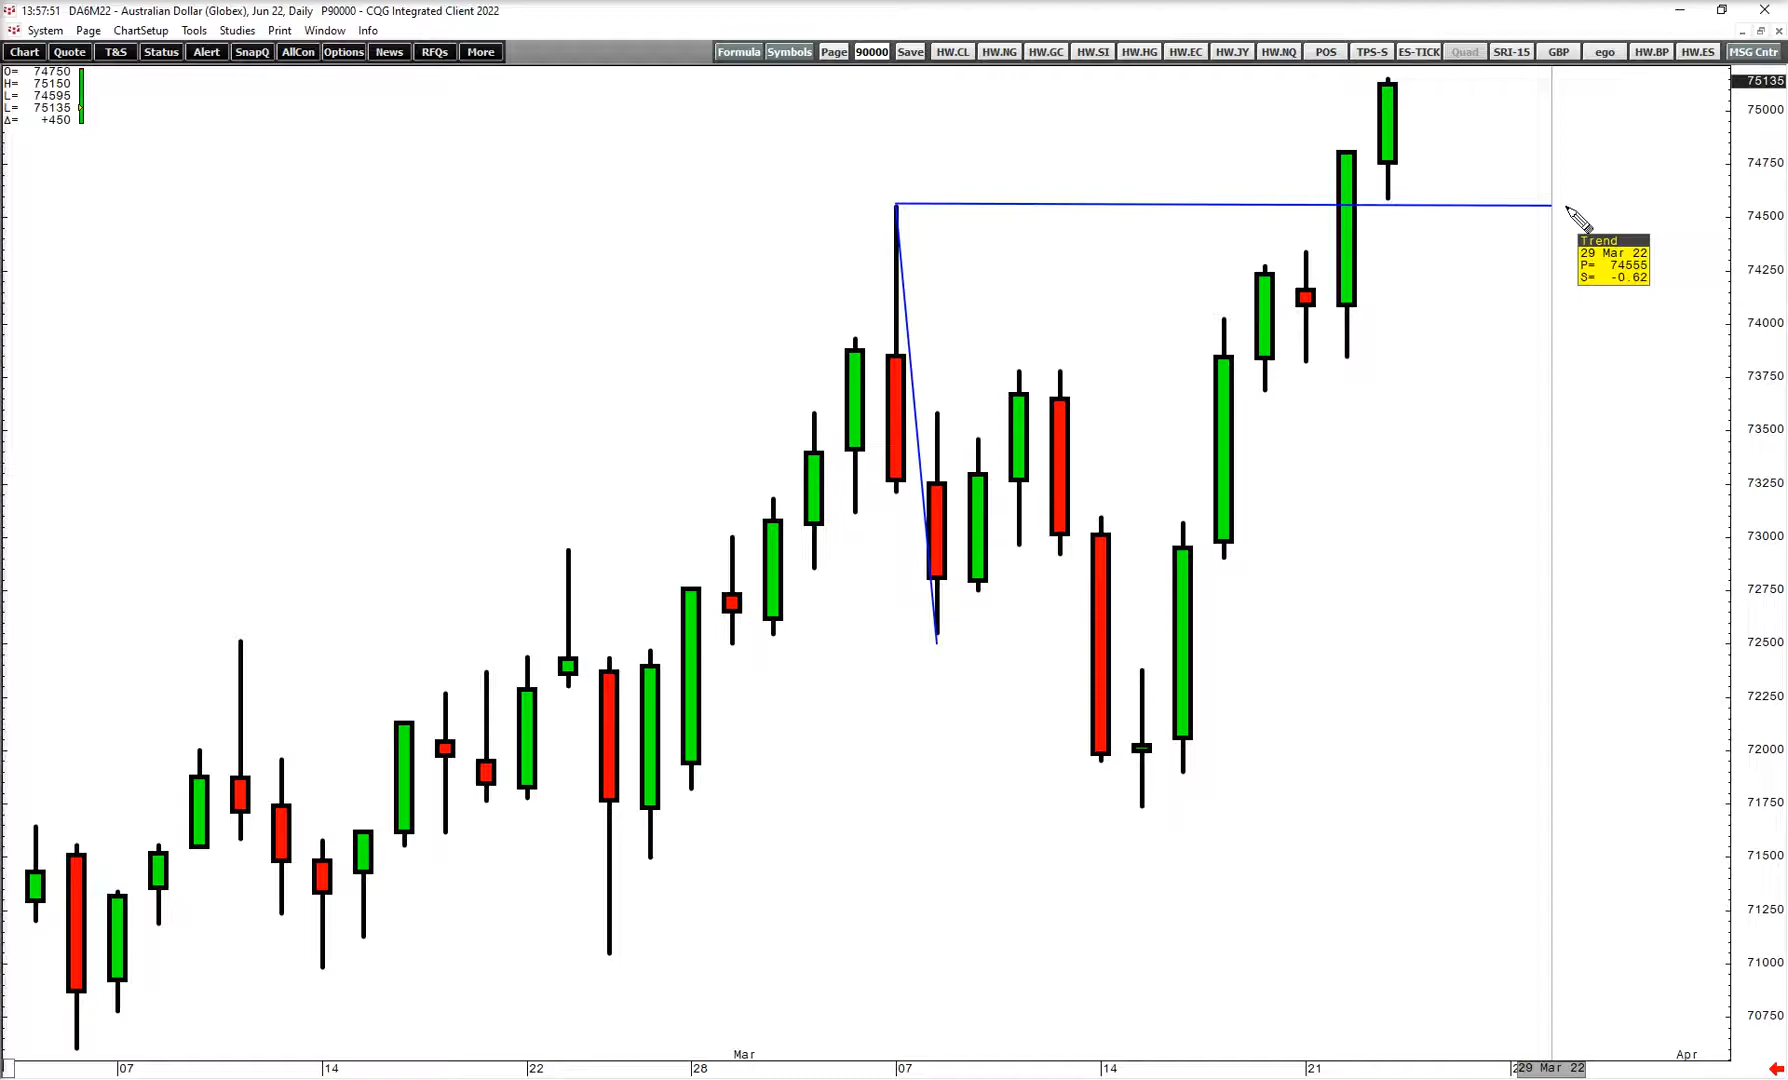 13:57:51 DA6M22 - Australian Dollar (Globex), Jun 22, Daily P90000 - CQG Integrated Client 2022
System Page ChartSetup Tools Studies Print Window Info
Chart Quote T&S Status Alert SnapQ AllCon Options News RFQs More Formula Symbols Page 90000 Save HW.CL HW.NG HW.GC HW.SI HW.HG HW.EC HW.JY HW.NQ POS TPS-S ES-TICK Quad SRI-15 GBP ego HW.BP HW.ES MSG Cntr
O= 74750
H= 75150
L= 74595
L= 75135
Δ= +450
75135
75000
74750
74500
74250
74000
73750
73500
73250
73000
72750
72500
72250
72000
71750
71500
71250
71000
70750
Trend
29 Mar 22
P= 74555
S= -0.62
Mar Apr
07 14 22 28 07 14 21 29 Mar 22